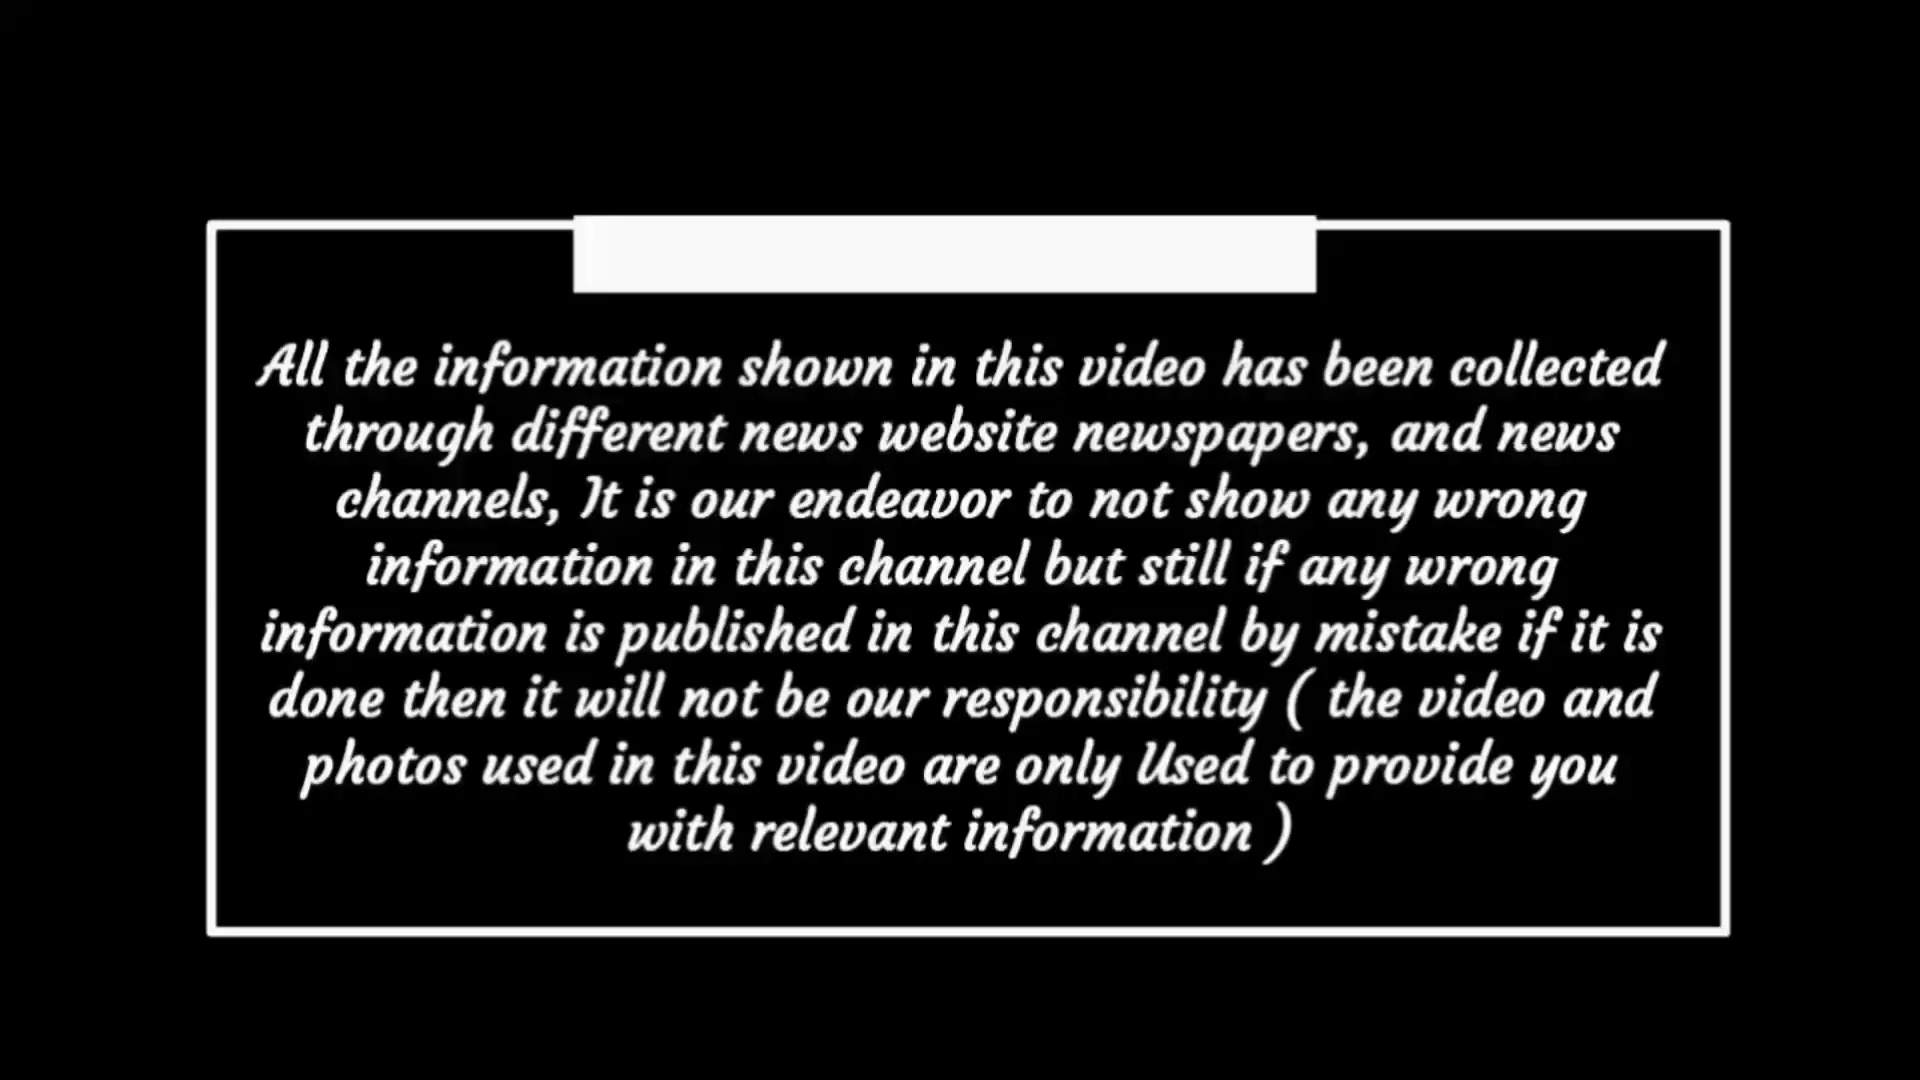 All the information shown in this video has been collected
through different news website newspapers, and news
channels, It is our endeavor to not show any wrong
information in this channel but still if any wrong
information is published in this channel by mistake if it is
done then it will not be our responsibility ( the video and
photos used in this video are only Used to provide you
with relevant information )